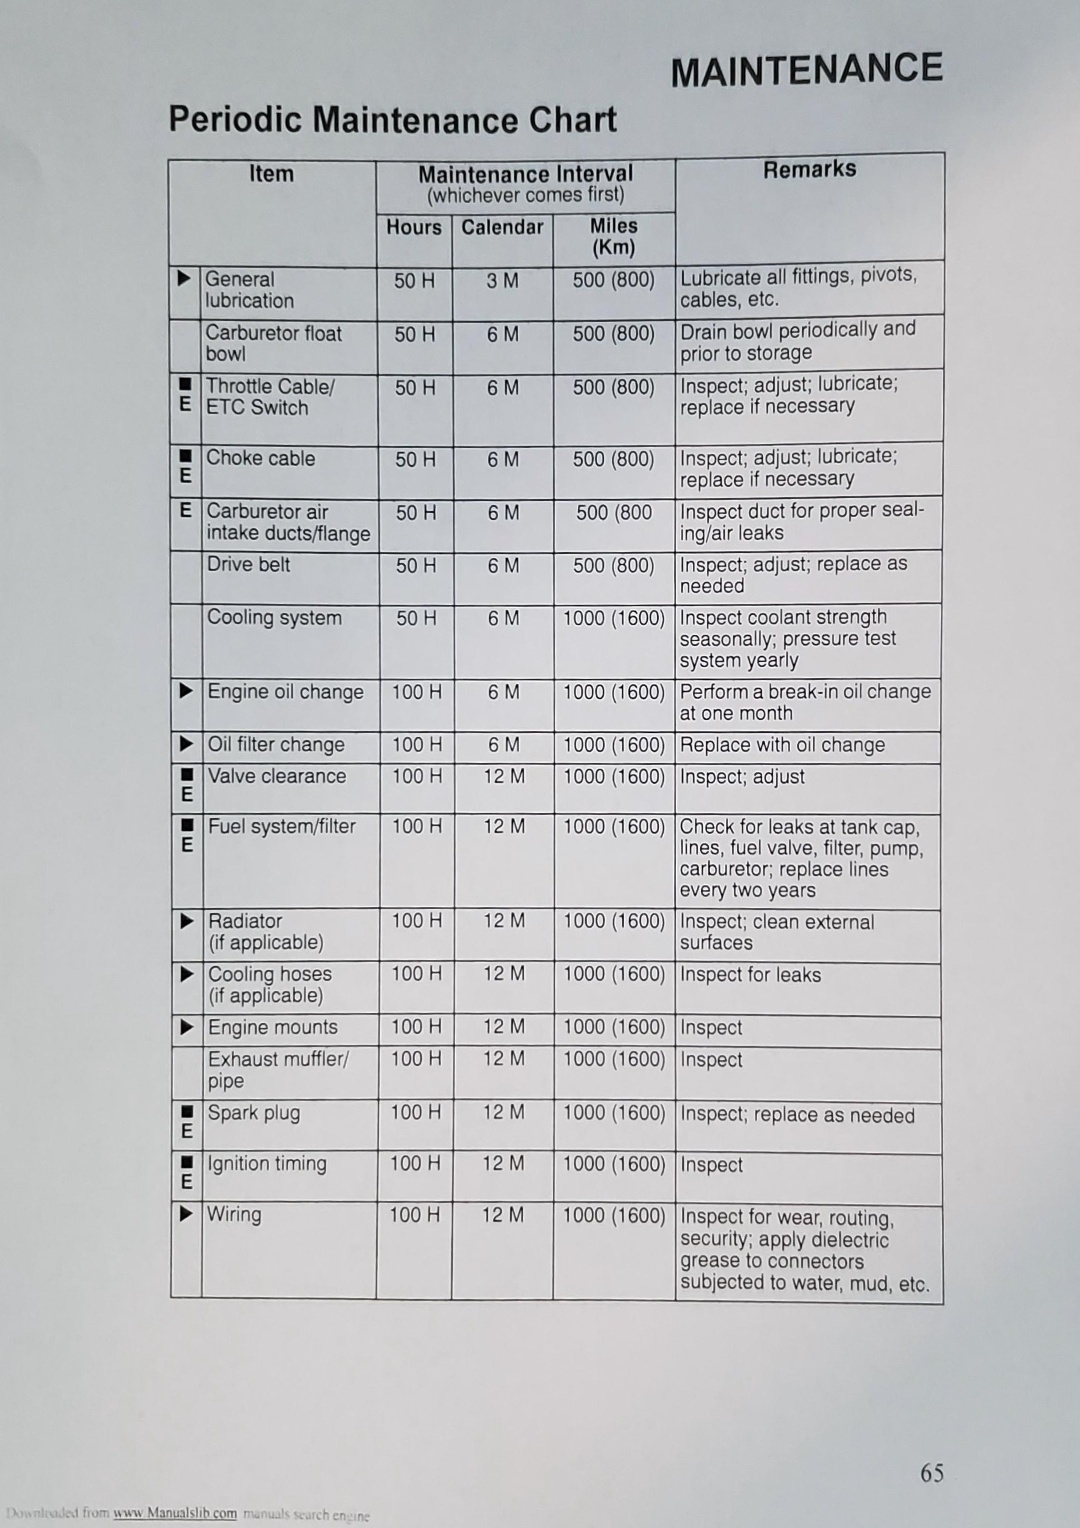 MAINTENANCE
Periodic Maintenance Chart
Item
Maintenance Interval
(whichever comes first)
Remarks
Hours
Calendar
Miles
(Km)
▶ General
lubrication
50 H
3 M
500 (800)
Lubricate all fittings, pivots,
cables, etc.
Carburetor float
bowl
50 H
6 M
500 (800)
Drain bowl periodically and
prior to storage
■
E
Throttle Cable/
ETC Switch
50 H
6 M
500 (800)
Inspect; adjust; lubricate;
replace if necessary
■
E
Choke cable
50 H
6 M
500 (800)
Inspect; adjust; lubricate;
replace if necessary
E
Carburetor air
intake ducts/flange
50 H
6 M
500 (800
Inspect duct for proper seal-
ing/air leaks
Drive belt
50 H
6 M
500 (800)
Inspect; adjust; replace as
needed
Cooling system
50 H
6 M
1000 (1600)
Inspect coolant strength
seasonally; pressure test
system yearly
▶ Engine oil change
100 H
6 M
1000 (1600)
Perform a break-in oil change
at one month
▶ Oil filter change
100 H
6 M
1000 (1600)
Replace with oil change
■
E
Valve clearance
100 H
12 M
1000 (1600)
Inspect; adjust
■
E
Fuel system/filter
100 H
12 M
1000 (1600)
Check for leaks at tank cap,
lines, fuel valve, filter, pump,
carburetor; replace lines
every two years
▶ Radiator
(if applicable)
100 H
12 M
1000 (1600)
Inspect; clean external
surfaces
▶ Cooling hoses
(if applicable)
100 H
12 M
1000 (1600)
Inspect for leaks
▶ Engine mounts
100 H
12 M
1000 (1600)
Inspect
Exhaust muffler/
pipe
100 H
12 M
1000 (1600)
Inspect
■
E
Spark plug
100 H
12 M
1000 (1600)
Inspect; replace as needed
■
E
Ignition timing
100 H
12 M
1000 (1600)
Inspect
▶ Wiring
100 H
12 M
1000 (1600)
Inspect for wear, routing,
security; apply dielectric
grease to connectors
subjected to water, mud, etc.
65
Downloaded from www.Manualslib.com manuals search engine